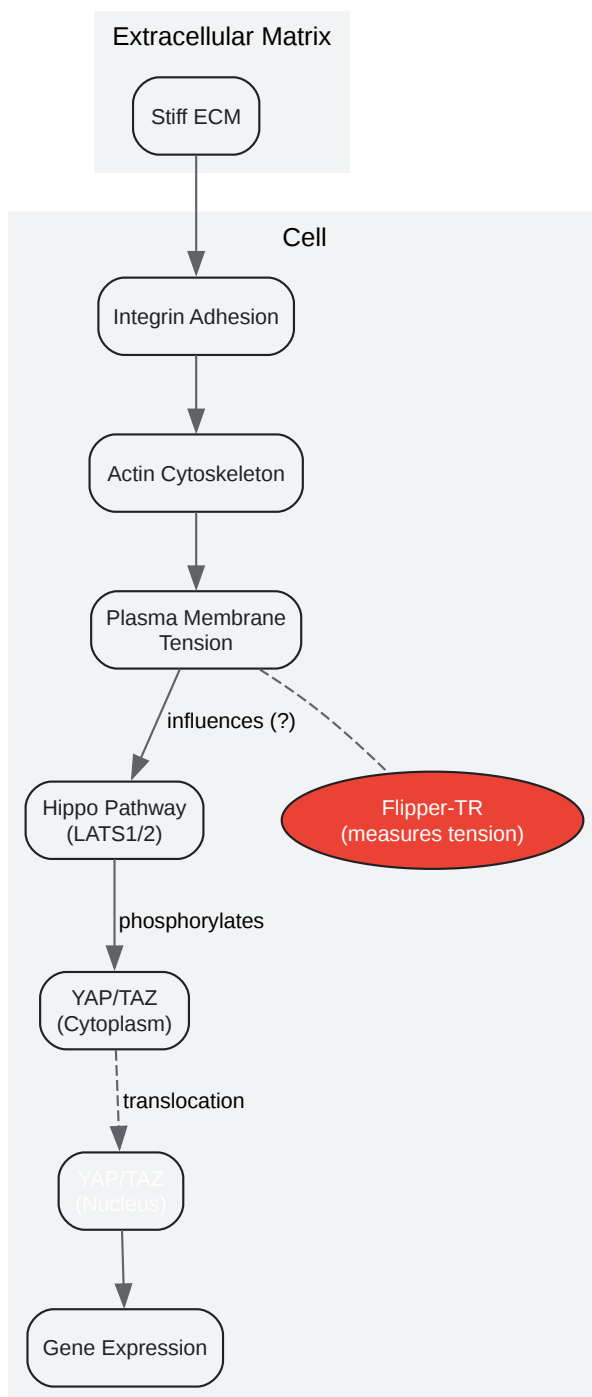 Extracellular Matrix
Stiff ECM
Cell
Integrin Adhesion
Actin Cytoskeleton
Plasma Membrane
Tension
influences (?)
Hippo Pathway
(LATS1/2)
Flipper-TR
(measures tension)
phosphorylates
YAP/TAZ
(Cytoplasm)
translocation
YAP/TAZ
(Nucleus)
Gene Expression